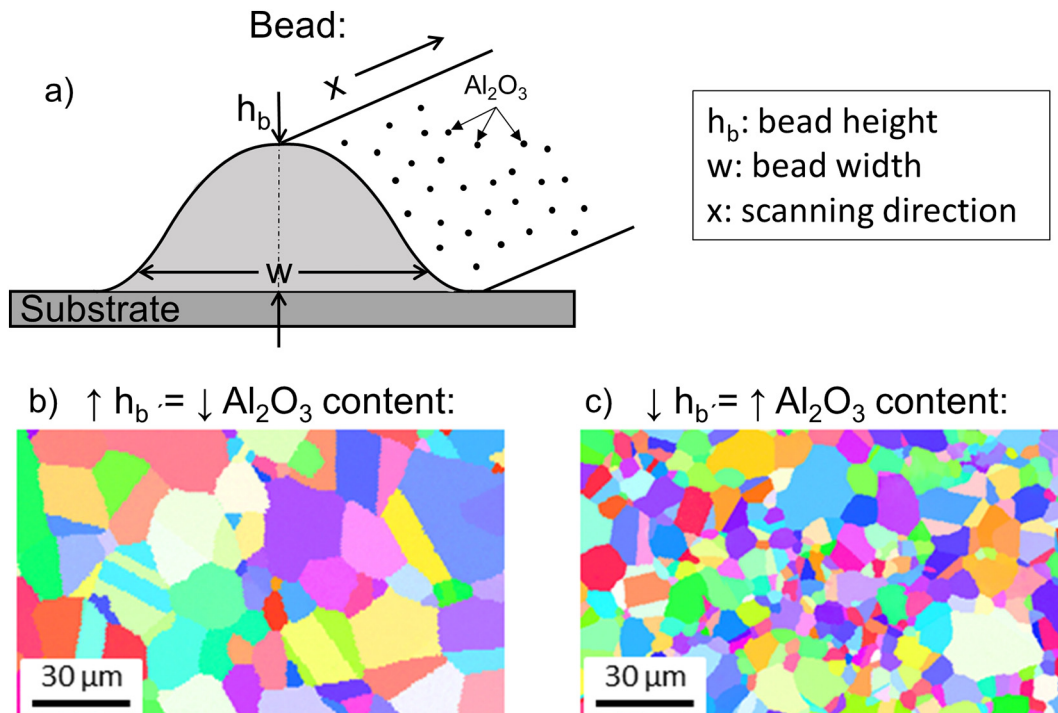 Bead:
a)
x
h_b
Al₂O₃
w
Substrate
h_b: bead height
w: bead width
x: scanning direction
b) ↑ h_b´= ↓ Al₂O₃ content:
c) ↓ h_b´= ↑ Al₂O₃ content:
30 µm
30 µm